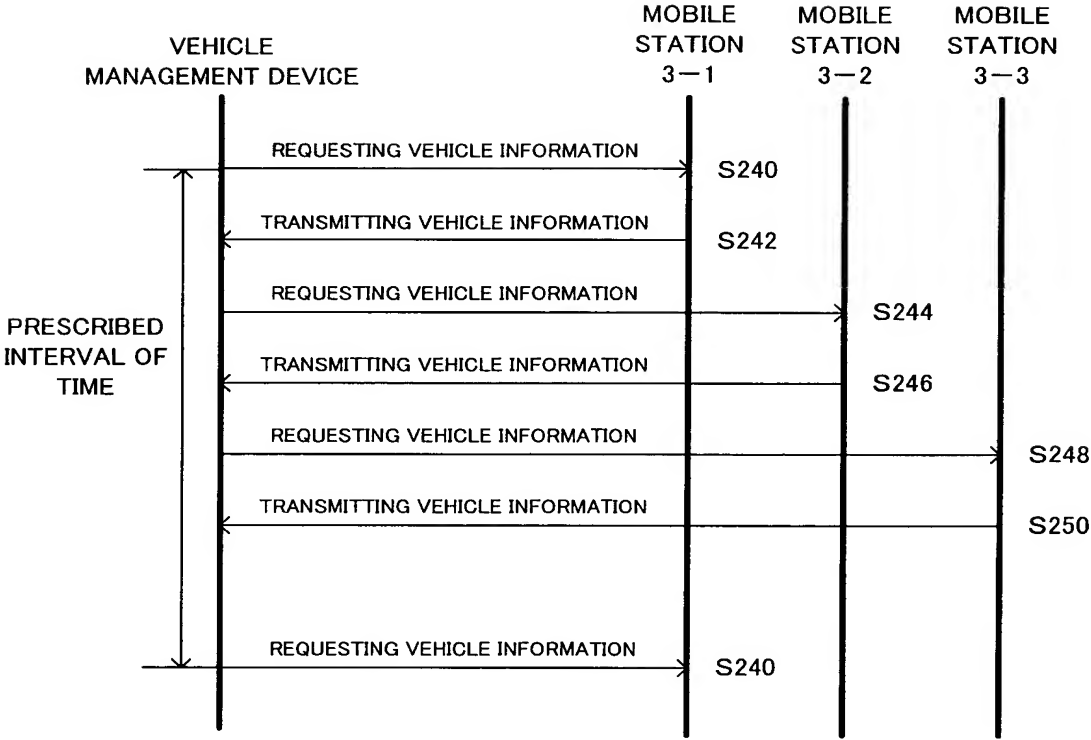 VEHICLE
MANAGEMENT DEVICE
MOBILE
STATION
3−1
MOBILE
STATION
3−2
MOBILE
STATION
3−3
REQUESTING VEHICLE INFORMATION
S240
TRANSMITTING VEHICLE INFORMATION
S242
REQUESTING VEHICLE INFORMATION
S244
PRESCRIBED
INTERVAL OF
TIME
TRANSMITTING VEHICLE INFORMATION
S246
REQUESTING VEHICLE INFORMATION
S248
TRANSMITTING VEHICLE INFORMATION
S250
REQUESTING VEHICLE INFORMATION
S240